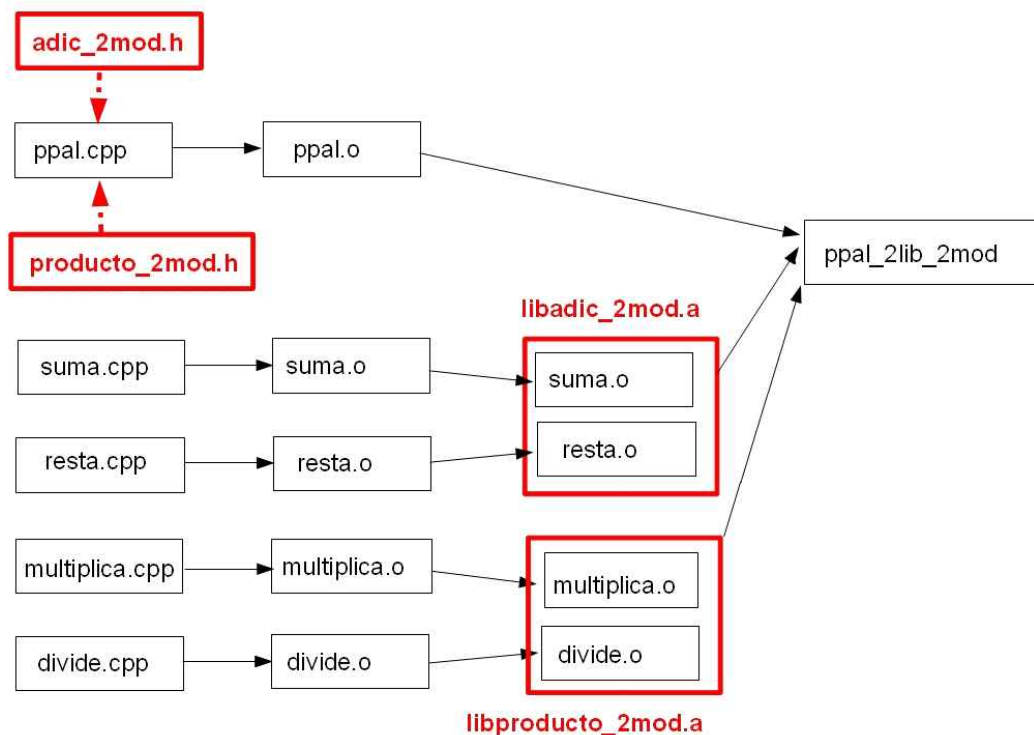 adic_2mod.h
ppal.cpp
ppal.o
producto_2mod.h
ppal_2lib_2mod
libadic_2mod.a
suma.cpp
suma.o
suma.o
resta.cpp
resta.o
resta.o
multiplica.cpp
multiplica.o
multiplica.o
divide.cpp
divide.o
divide.o
libproducto_2mod.a